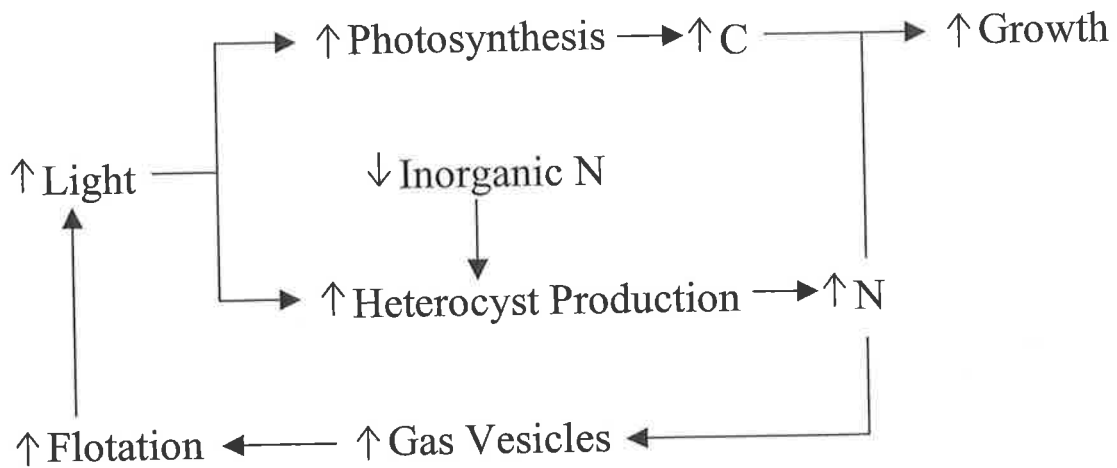 ↑ Photosynthesis → ↑ C → ↑ Growth
↑ Light
↓ Inorganic N
↑ Heterocyst Production → ↑ N
↑ Flotation ← ↑ Gas Vesicles